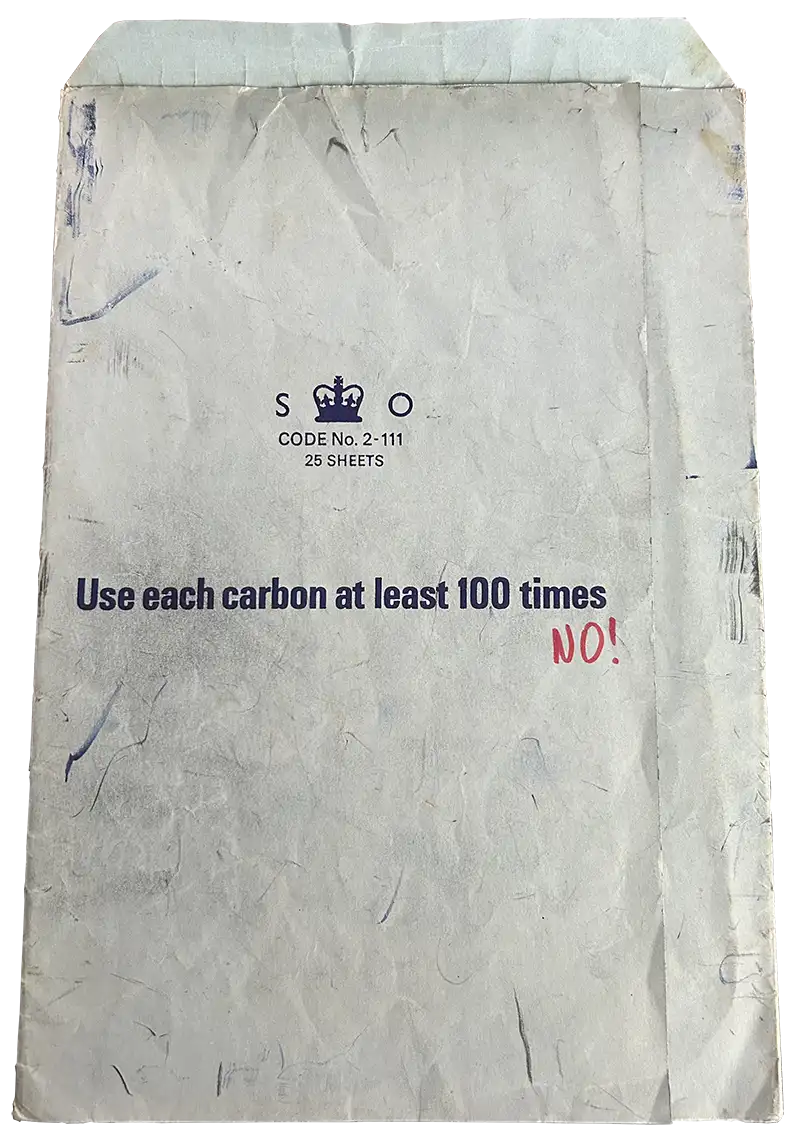 S O
CODE No. 2-111
25 SHEETS
Use each carbon at least 100 times
NO!